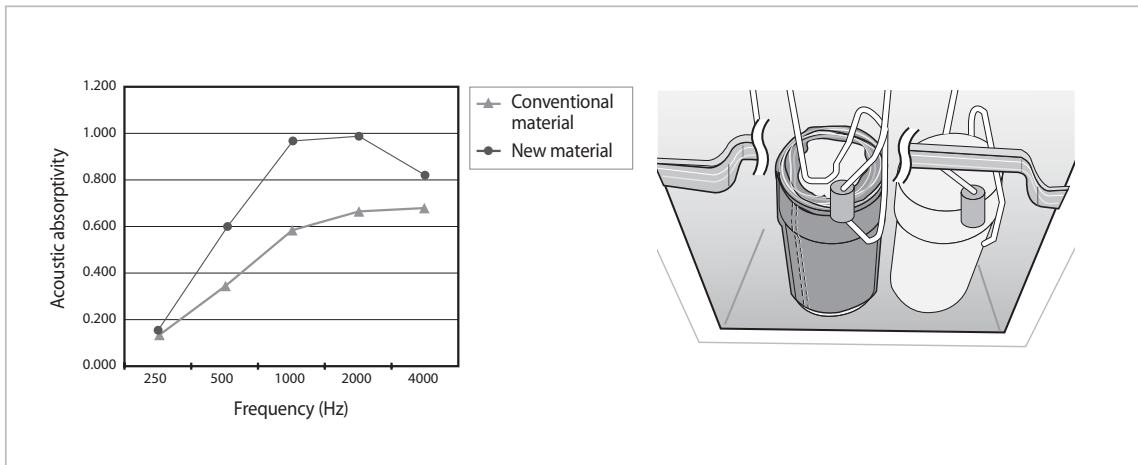 1.200
1.000
0.800
0.600
0.400
0.200
0.000
Acoustic absorptivity
250 500 1000 2000 4000
Frequency (Hz)
Conventional
material
New material